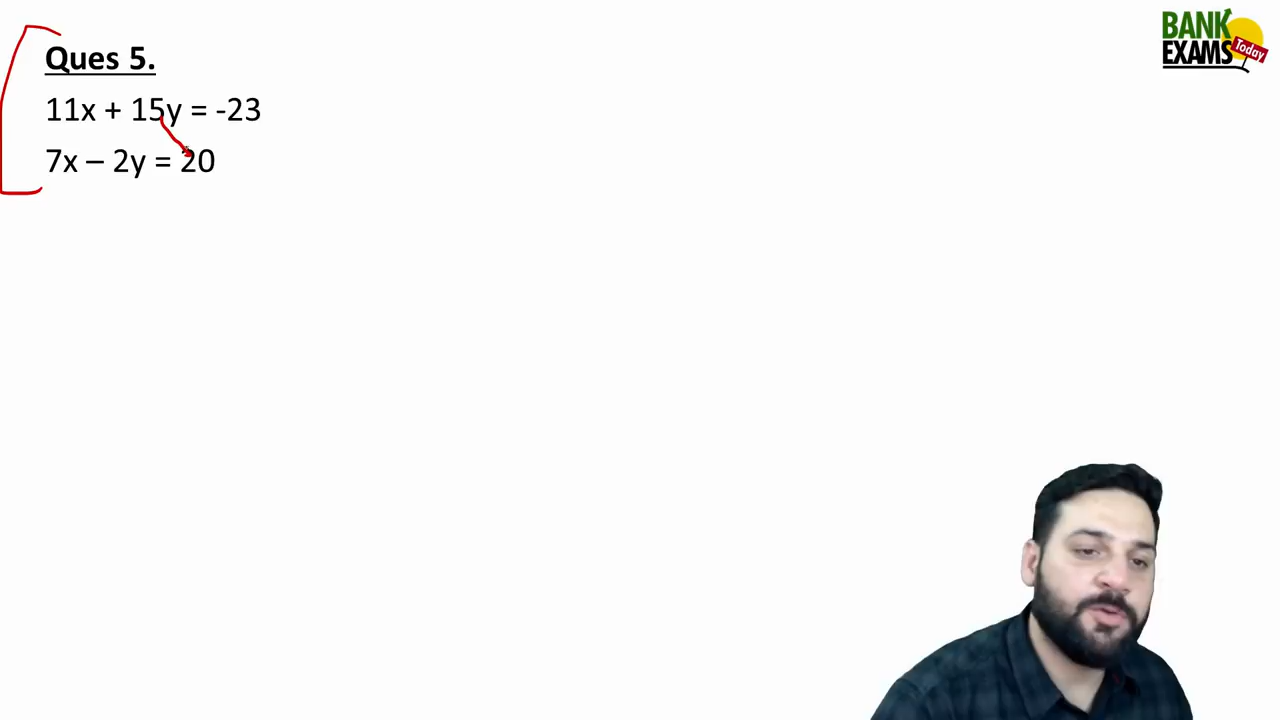 Ques 5.
11x + 15y = -23
7x – 2y = 20
BANK
EXAMS
Today